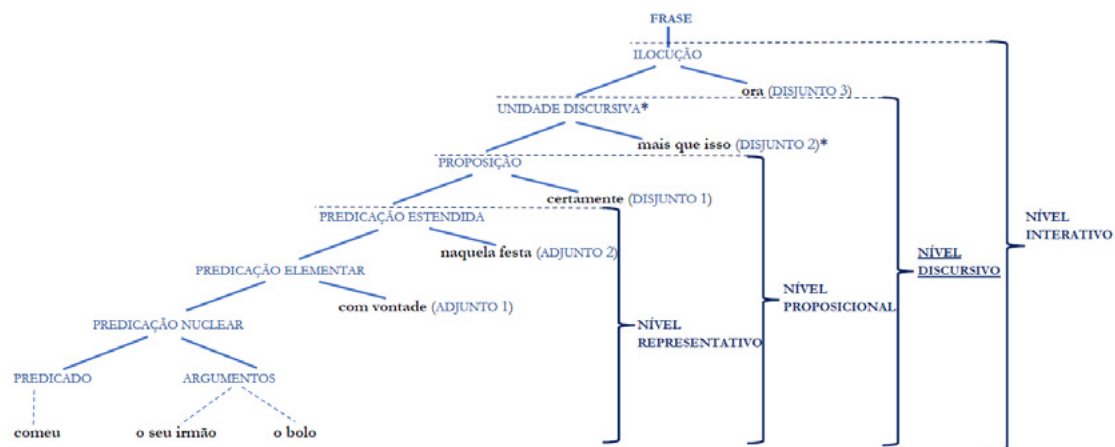 FRASE
ILOCUÇÃO
ora (DISJUNTO 3)
UNIDADE DISCURSIVA*
mais que isso (DISJUNTO 2)*
PROPOSIÇÃO
certamente (DISJUNTO 1)
PREDICAÇÃO ESTENDIDA
NÍVEL
INTERATIVO
naquela festa (ADJUNTO 2)
NÍVEL
DISCURSIVO
PREDICAÇÃO ELEMENTAR
NÍVEL
PROPOSICIONAL
com vontade (ADJUNTO 1)
PREDICAÇÃO NUCLEAR
NÍVEL
REPRESENTATIVO
PREDICADO
ARGUMENTOS
comeu
o seu irmão
o bolo